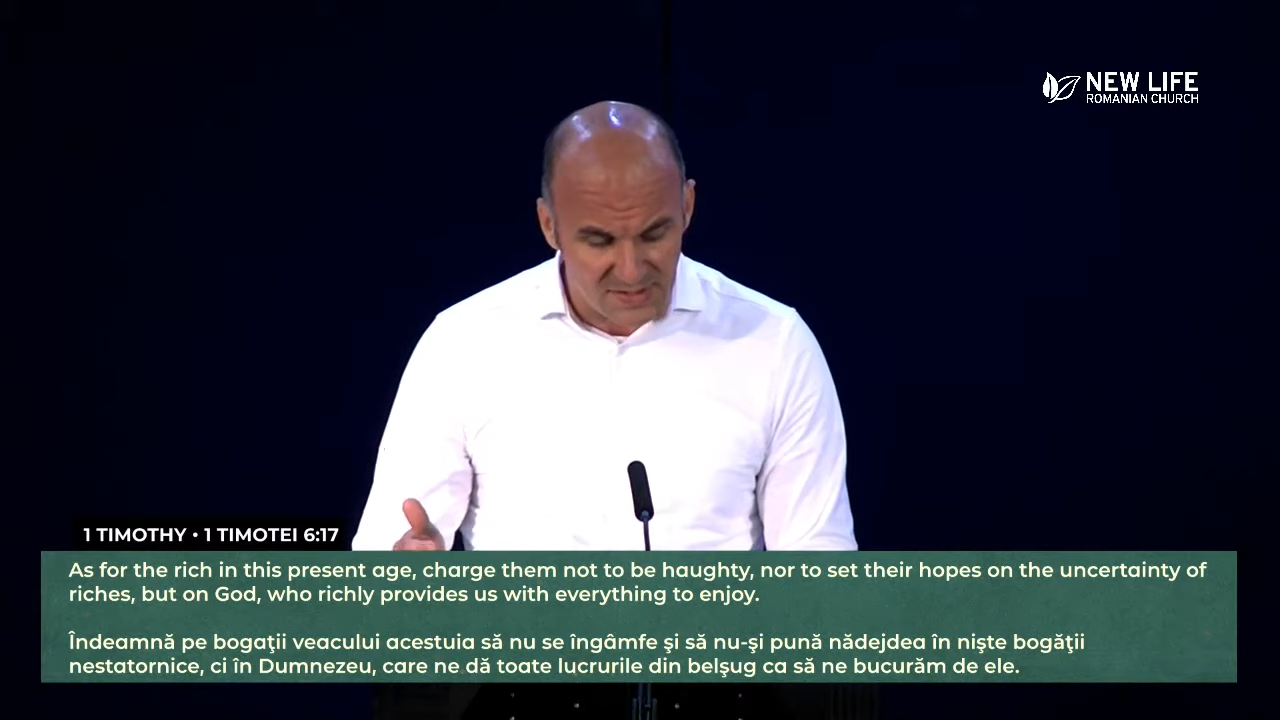 NEW LIFE
ROMANIAN CHURCH
1 TIMOTHY • 1 TIMOTEI 6:17
As for the rich in this present age, charge them not to be haughty, nor to set their hopes on the uncertainty of
riches, but on God, who richly provides us with everything to enjoy.
Îndeamnă pe bogaţii veacului acestuia să nu se îngâmfe şi să nu-şi pună nădejdea în nişte bogăţii
nestatornice, ci în Dumnezeu, care ne dă toate lucrurile din belşug ca să ne bucurăm de ele.